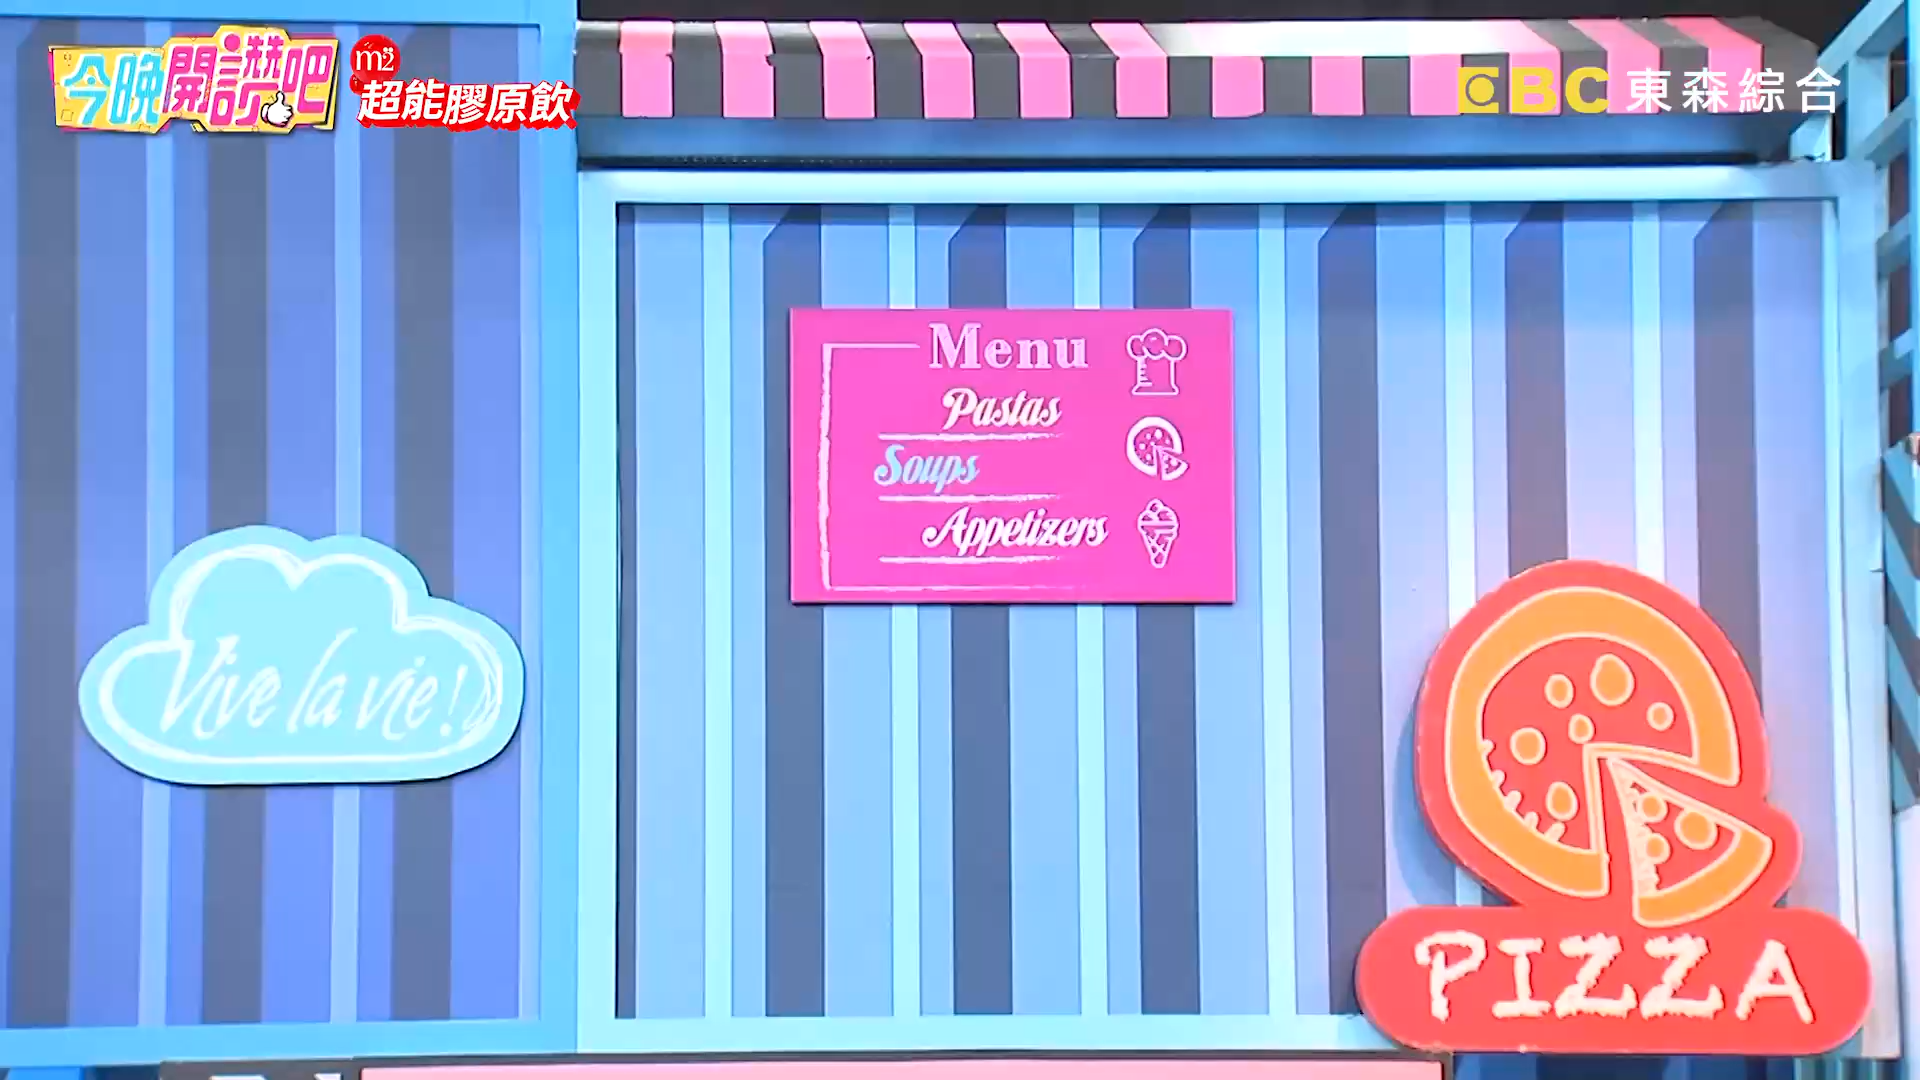 今晚開讚吧
m2
超能膠原飲
EBC 東森綜合
Menu
Pastas
Soups
Appetizers
Vive la vie!
PIZZA